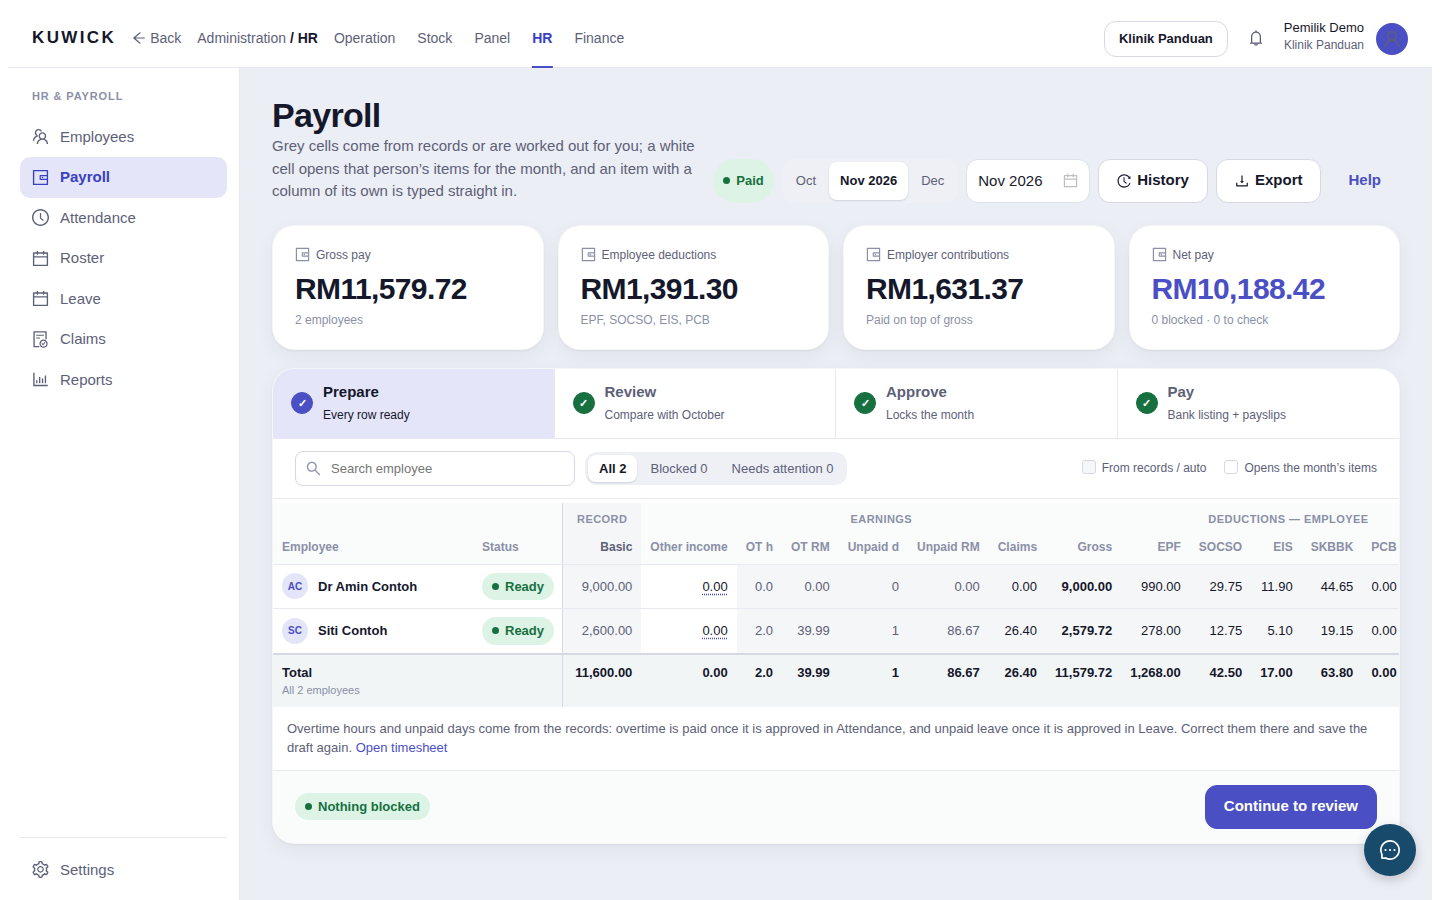 KUWICK
Back
Administration / HR
Operation
Stock
Panel
HR
Finance
Klinik Panduan
Pemilik Demo
Klinik Panduan
HR & PAYROLL
Employees
Payroll
Attendance
Roster
Leave
Claims
Reports
Settings
Payroll
Grey cells come from records or are worked out for you; a white
cell opens that person's items for the month, and an item with a
column of its own is typed straight in.
Paid
Oct
Nov 2026
Dec
Nov 2026
History
Export
Help
Gross pay
RM11,579.72
2 employees
Employee deductions
RM1,391.30
EPF, SOCSO, EIS, PCB
Employer contributions
RM1,631.37
Paid on top of gross
Net pay
RM10,188.42
0 blocked · 0 to check
Prepare
Every row ready
Review
Compare with October
Approve
Locks the month
Pay
Bank listing + payslips
Search employee
All 2
Blocked 0
Needs attention 0
From records / auto
Opens the month's items
RECORD EARNINGS DEDUCTIONS — EMPLOYEE
Employee Status Basic Other income OT h OT RM Unpaid d Unpaid RM Claims Gross EPF SOCSO EIS SKBBK PCB
AC Dr Amin Contoh Ready 9,000.00 0.00 0.0 0.00 0 0.00 0.00 9,000.00 990.00 29.75 11.90 44.65 0.00
SC Siti Contoh Ready 2,600.00 0.00 2.0 39.99 1 86.67 26.40 2,579.72 278.00 12.75 5.10 19.15 0.00
Total 11,600.00 0.00 2.0 39.99 1 86.67 26.40 11,579.72 1,268.00 42.50 17.00 63.80 0.00
All 2 employees
Overtime hours and unpaid days come from the records: overtime is paid once it is approved in Attendance, and unpaid leave once it is approved in Leave. Correct them there and save the
draft again. Open timesheet
Nothing blocked
Continue to review